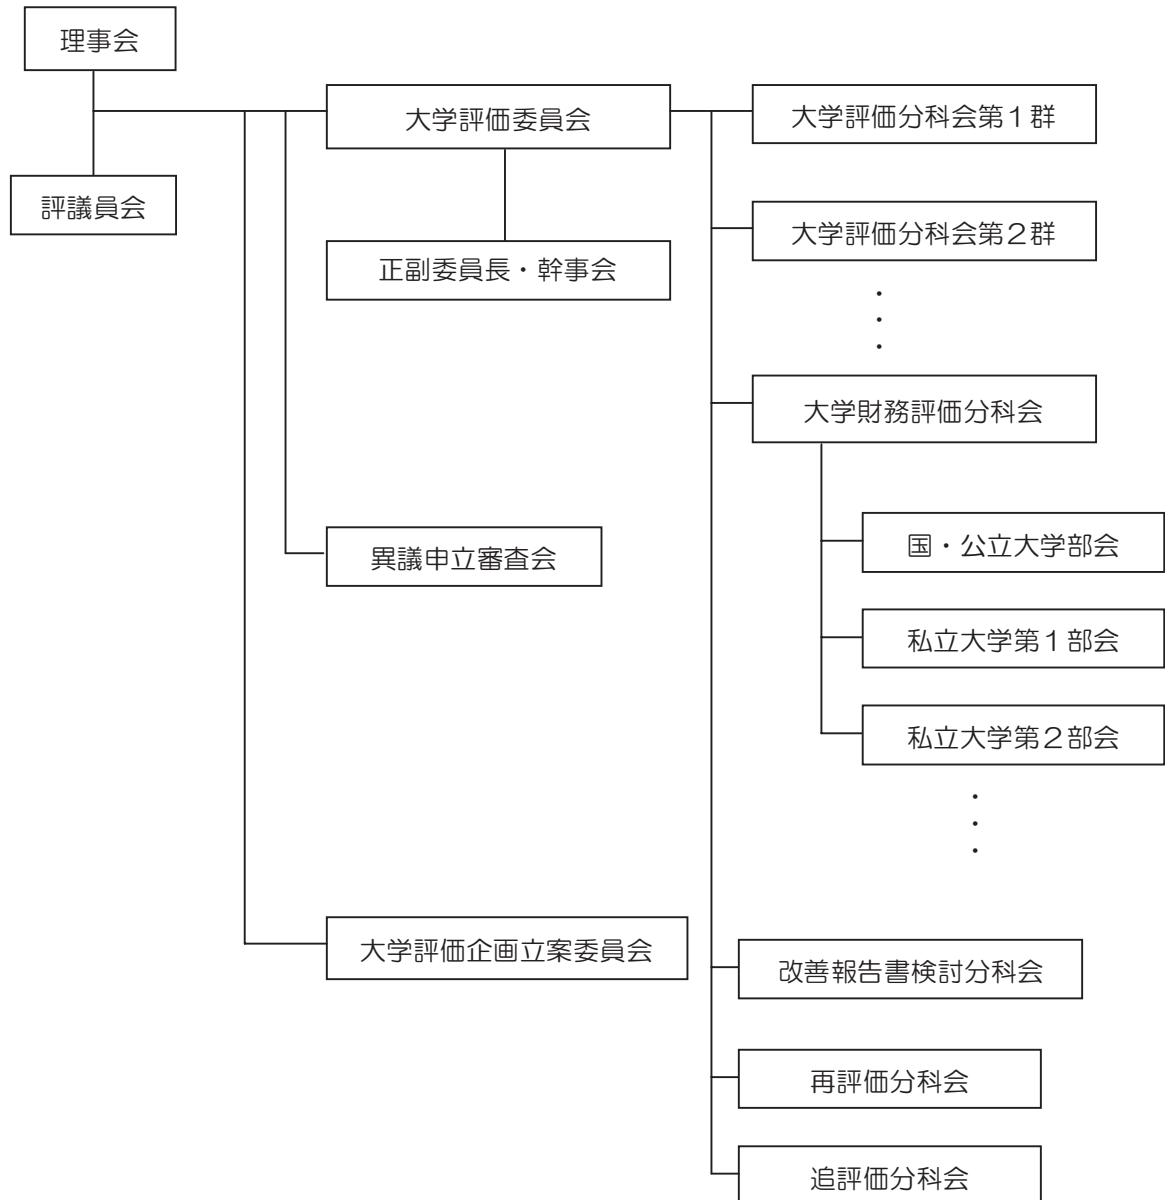 理事会
評議員会
大学評価委員会
正副委員長・幹事会
異議申立審査会
大学評価企画立案委員会
大学評価分科会第１群
大学評価分科会第２群
・
・
・
大学財務評価分科会
国・公立大学部会
私立大学第１部会
私立大学第２部会
・
・
・
改善報告書検討分科会
再評価分科会
追評価分科会